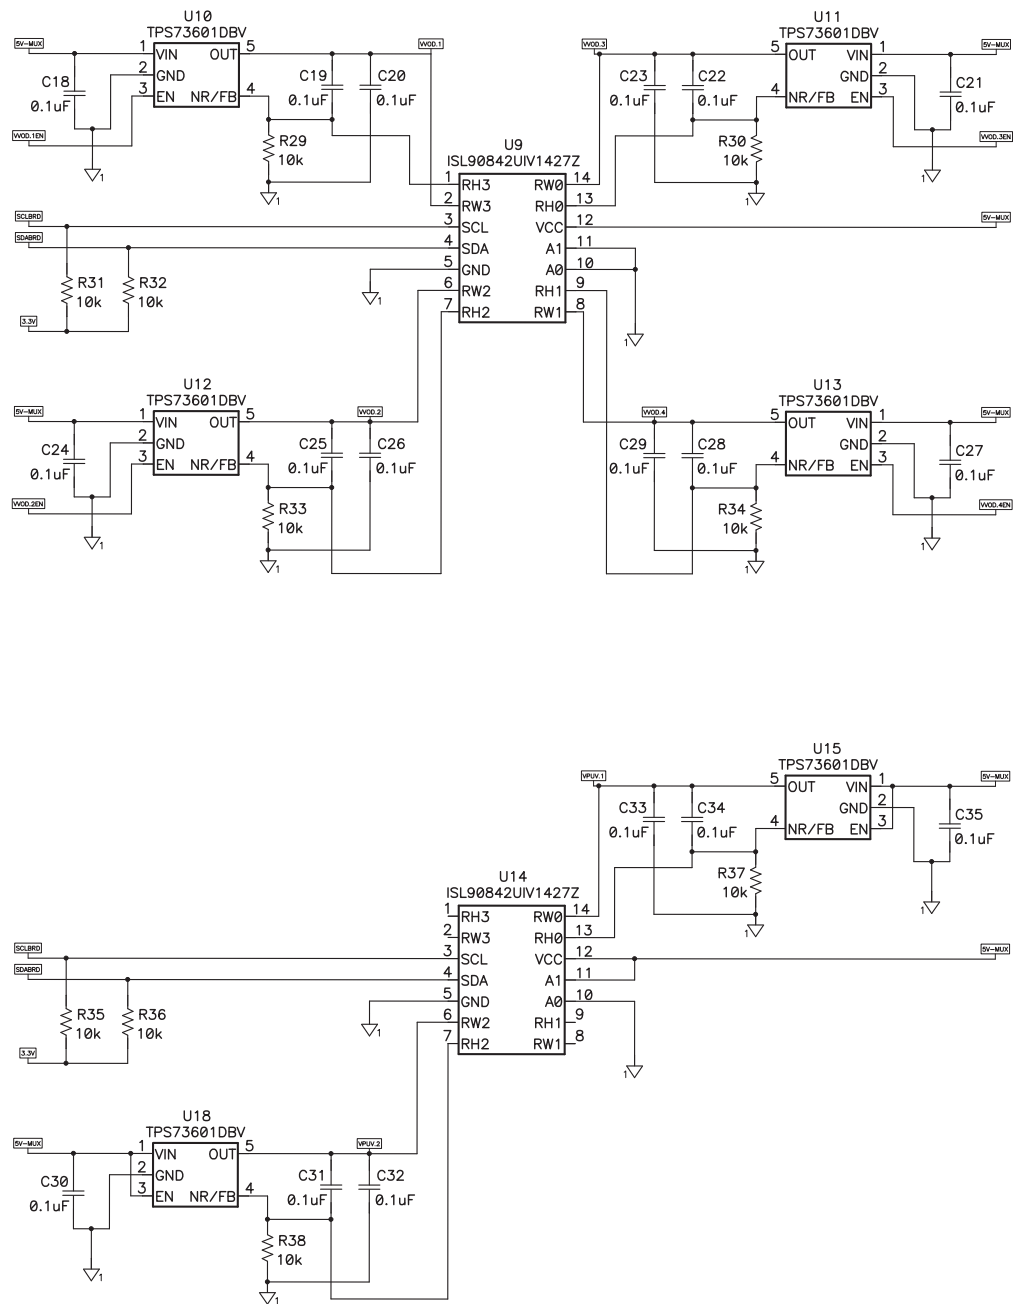 U10
TPS73601DBV
5V-MUX
1 VIN OUT 5
2 GND
3 EN NR/FB 4
C18
0.1uF
C19
0.1uF
C20
0.1uF
R29
10k
VVOD.1
VVOD.1EN
1
1
U11
TPS73601DBV
VVOD.3
5 OUT VIN 1
GND 2
4 NR/FB EN 3
5V-MUX
C23
0.1uF
C22
0.1uF
C21
0.1uF
R30
10k
VVOD.3EN
1
1
U9
ISL90842UIV1427Z
1 RH3 RW0 14
2 RW3 RH0 13
3 SCL VCC 12
4 SDA A1 11
5 GND A0 10
6 RW2 RH1 9
7 RH2 RW1 8
SCLBRD
SDABRD
5V-MUX
R31
10k
R32
10k
3.3V
1
1
U12
TPS73601DBV
5V-MUX
1 VIN OUT 5
2 GND
3 EN NR/FB 4
C24
0.1uF
C25
0.1uF
C26
0.1uF
R33
10k
VVOD.2
VVOD.2EN
1
1
U13
TPS73601DBV
VVOD.4
5 OUT VIN 1
GND 2
4 NR/FB EN 3
5V-MUX
C29
0.1uF
C28
0.1uF
C27
0.1uF
R34
10k
VVOD.4EN
1
1
U15
TPS73601DBV
VPUV.1
5 OUT VIN 1
GND 2
4 NR/FB EN 3
5V-MUX
C33
0.1uF
C34
0.1uF
C35
0.1uF
R37
10k
1
1
U14
ISL90842UIV1427Z
1 RH3 RW0 14
2 RW3 RH0 13
3 SCL VCC 12
4 SDA A1 11
5 GND A0 10
6 RW2 RH1 9
7 RH2 RW1 8
SCLBRD
SDABRD
5V-MUX
R35
10k
R36
10k
3.3V
1
1
U18
TPS73601DBV
5V-MUX
1 VIN OUT 5
2 GND
3 EN NR/FB 4
C30
0.1uF
C31
0.1uF
C32
0.1uF
R38
10k
VPUV.2
1
1